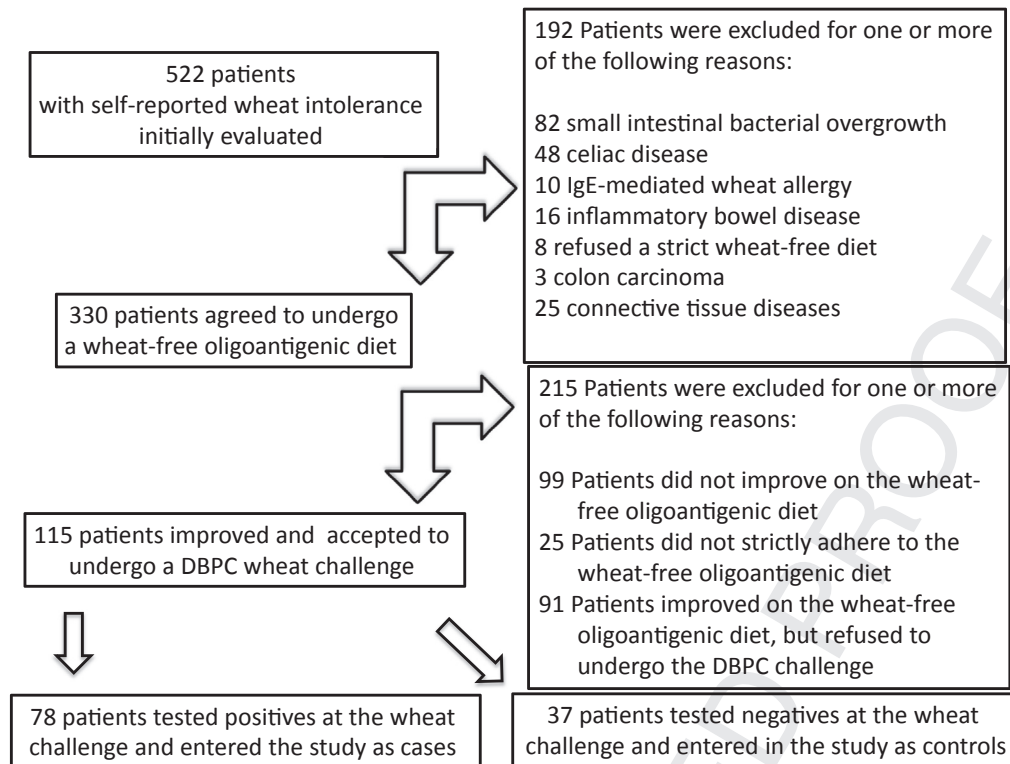 522 patients
with self-reported wheat intolerance
initially evaluated
192 Patients were excluded for one or more
of the following reasons:
82 small intestinal bacterial overgrowth
48 celiac disease
10 IgE-mediated wheat allergy
16 inflammatory bowel disease
8 refused a strict wheat-free diet
3 colon carcinoma
25 connective tissue diseases
330 patients agreed to undergo
a wheat-free oligoantigenic diet
215 Patients were excluded for one or more
of the following reasons:
99 Patients did not improve on the wheat-
free oligoantigenic diet
25 Patients did not strictly adhere to the
wheat-free oligoantigenic diet
91 Patients improved on the wheat-free
oligoantigenic diet, but refused to
undergo the DBPC challenge
115 patients improved and accepted to
undergo a DBPC wheat challenge
78 patients tested positives at the wheat
challenge and entered the study as cases
37 patients tested negatives at the wheat
challenge and entered in the study as controls
ED PROOF